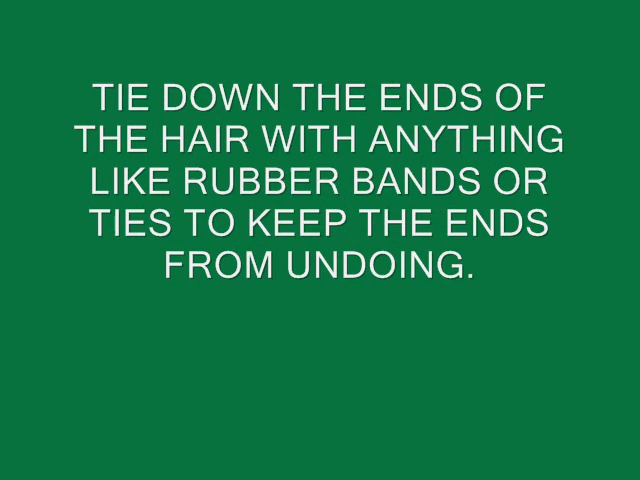 TIE DOWN THE ENDS OF
THE HAIR WITH ANYTHING
LIKE RUBBER BANDS OR
TIES TO KEEP THE ENDS
FROM UNDOING.